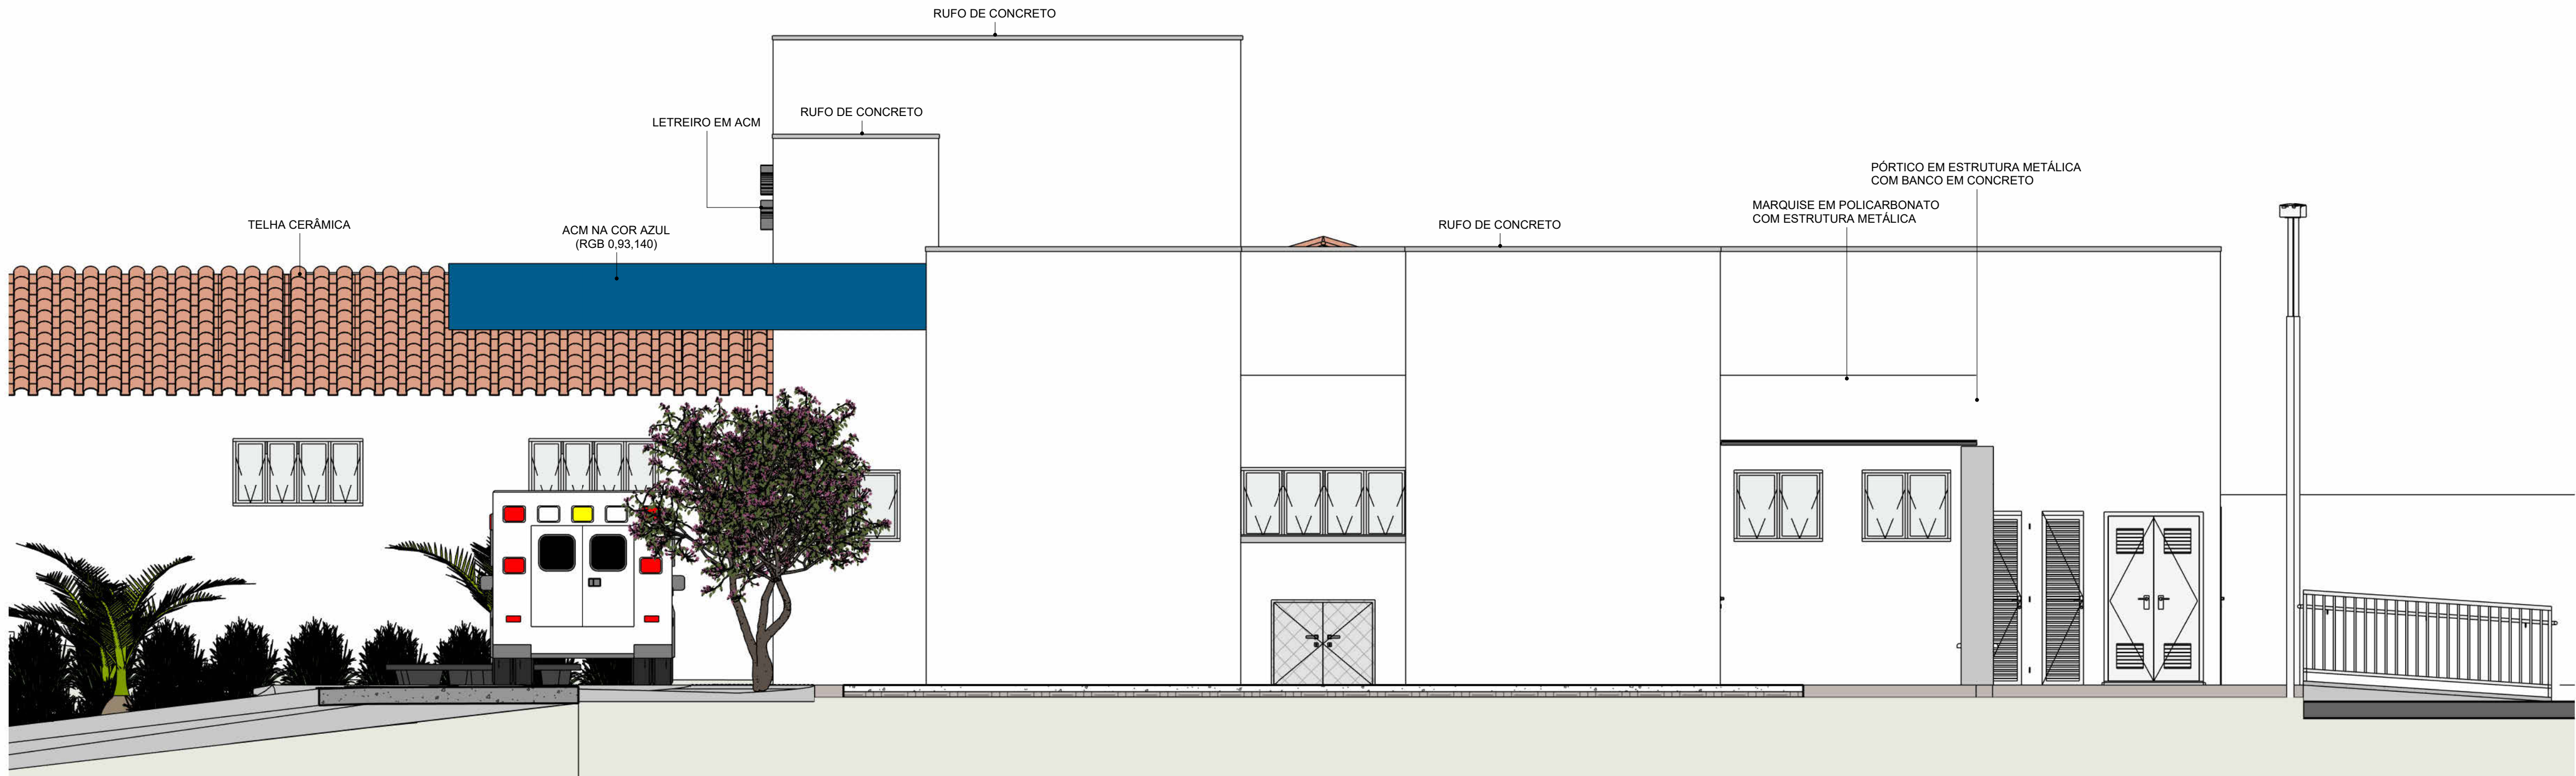 RUFO DE CONCRETO
RUFO DE CONCRETO
LETREIRO EM ACM
PÓRTICO EM ESTRUTURA METÁLICA
COM BANCO EM CONCRETO
MARQUISE EM POLICARBONATO
COM ESTRUTURA METÁLICA
TELHA CERÂMICA
ACM NA COR AZUL
(RGB 0,93,140)
RUFO DE CONCRETO